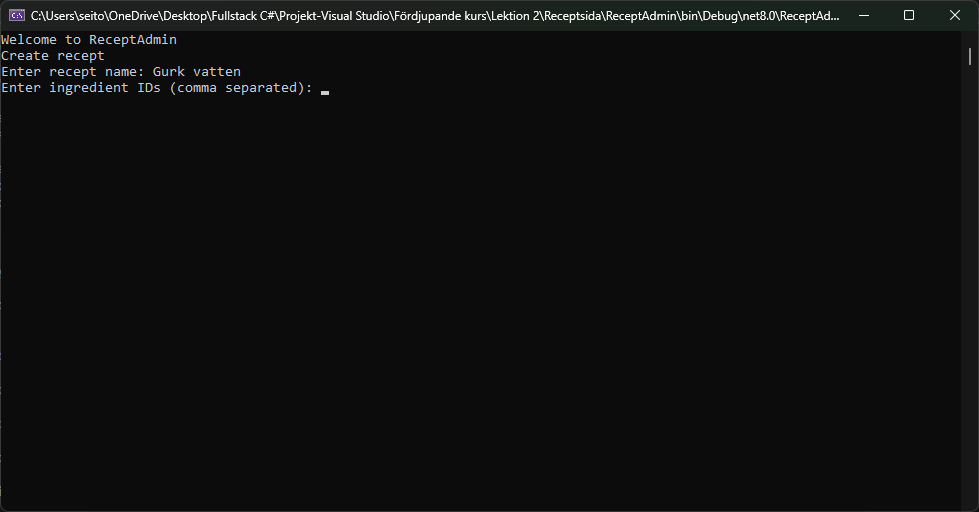 C:\Users\seito\OneDrive\Desktop\Fullstack C#\Projekt-Visual Studio\Fördjupande kurs\Lektion 2\Receptsida\ReceptAdmin\bin\Debug\net8.0\ReceptAd...
Welcome to ReceptAdmin
Create recept
Enter recept name: Gurk vatten
Enter ingredient IDs (comma separated):